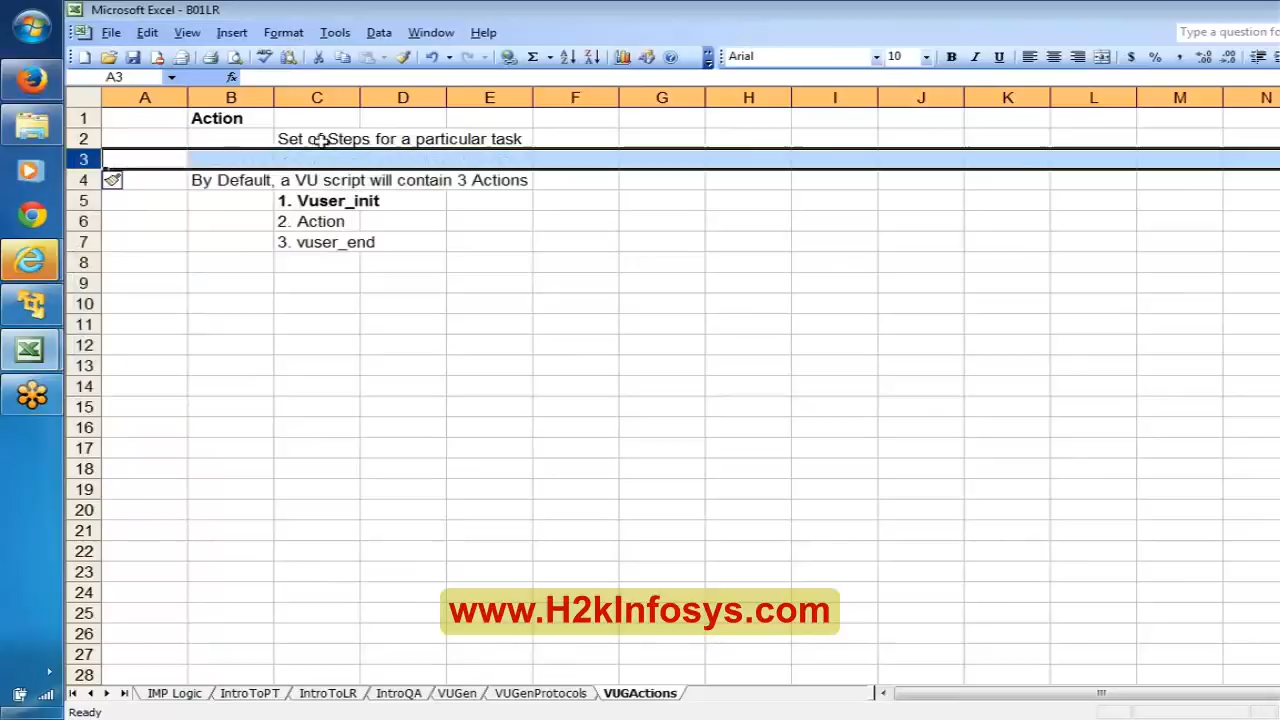 Microsoft Excel - B01LR
File Edit View Insert Format Tools Data Window Help
Type a question fo
Arial 10 B I U $ % ,
A3 fx
A B C D E F G H I J K L M N
1 Action
2 Set of Steps for a particular task
3
4 By Default, a VU script will contain 3 Actions
5 1. Vuser_init
6 2. Action
7 3. vuser_end
8
9
10
11
12
13
14
15
16
17
18
19
20
21
22
23
24
25
26
27
28
www.H2kInfosys.com
IMP Logic IntroToPT IntroToLR IntroQA VUGen VUGenProtocols VUGActions
Ready